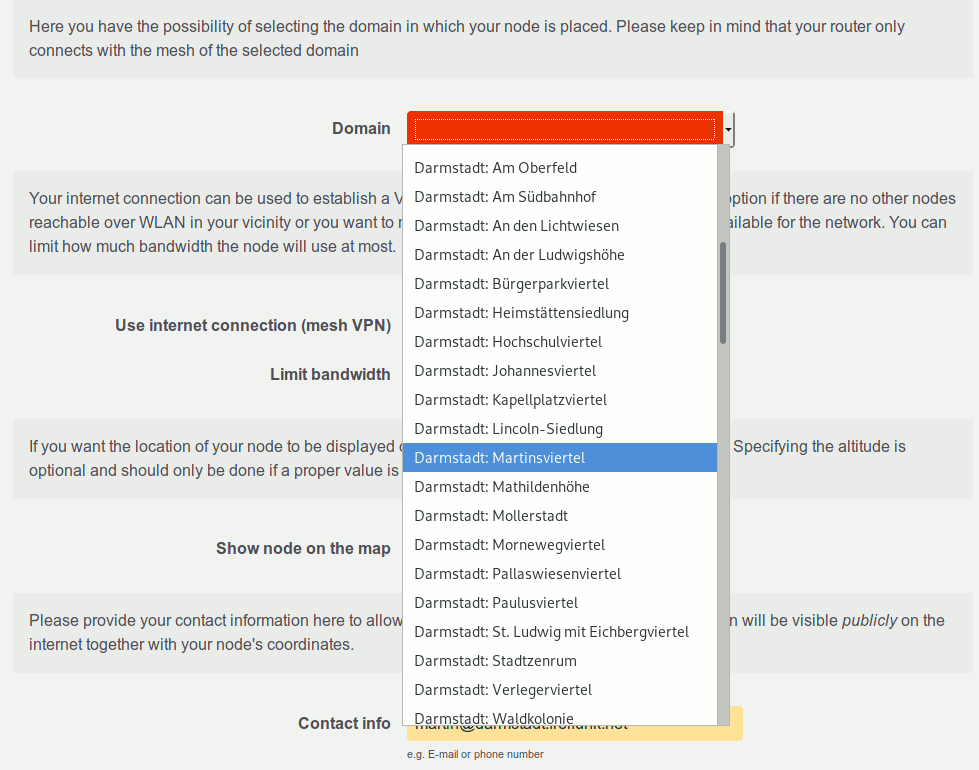 Here you have the possibility of selecting the domain in which your node is placed. Please keep in mind that your router only
connects with the mesh of the selected domain
Domain
Darmstadt: Am Oberfeld
Darmstadt: Am Südbahnhof
Darmstadt: An den Lichtwiesen
Darmstadt: An der Ludwigshöhe
Darmstadt: Bürgerparkviertel
Darmstadt: Heimstättensiedlung
Darmstadt: Hochschulviertel
Darmstadt: Johannesviertel
Darmstadt: Kapellplatzviertel
Darmstadt: Lincoln-Siedlung
Darmstadt: Martinsviertel
Darmstadt: Mathildenhöhe
Darmstadt: Mollerstadt
Darmstadt: Mornewegviertel
Darmstadt: Pallaswiesenviertel
Darmstadt: Paulusviertel
Darmstadt: St. Ludwig mit Eichbergviertel
Darmstadt: Stadtzenrum
Darmstadt: Verlegerviertel
Darmstadt: Waldkolonie
Your internet connection can be used to establish a if there are no other nodes
reachable over WLAN in your vicinity or you want to for the network. You can
limit how much bandwidth the node will use at most.
Use internet connection (mesh VPN)
Limit bandwidth
If you want the location of your node to be displayed Specifying the altitude is
optional and should only be done if a proper value is
Show node on the map
Please provide your contact information here to allow will be visible publicly on the
internet together with your node's coordinates.
Contact info
e.g. E-mail or phone number